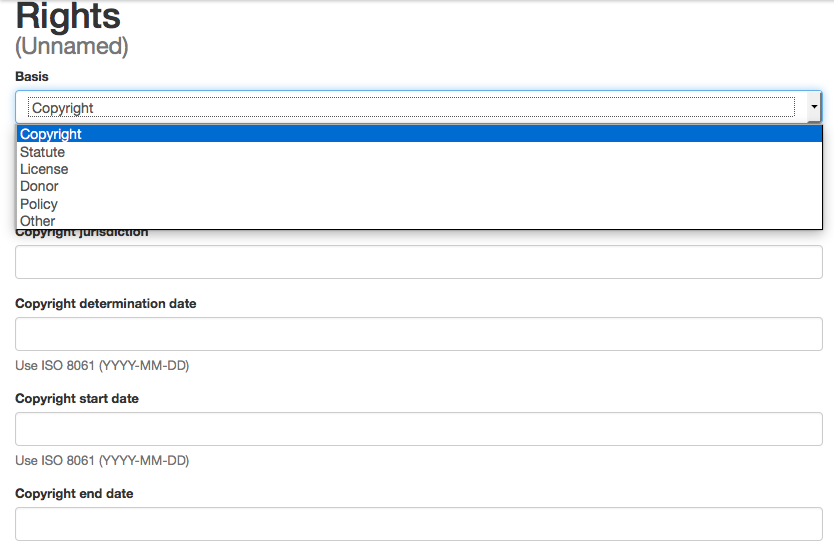 Rights
(Unnamed)
Basis
Copyright
Copyright
Statute
License
Donor
Policy
Other
Copyright jurisdiction
Copyright determination date
Use ISO 8061 (YYYY-MM-DD)
Copyright start date
Use ISO 8061 (YYYY-MM-DD)
Copyright end date